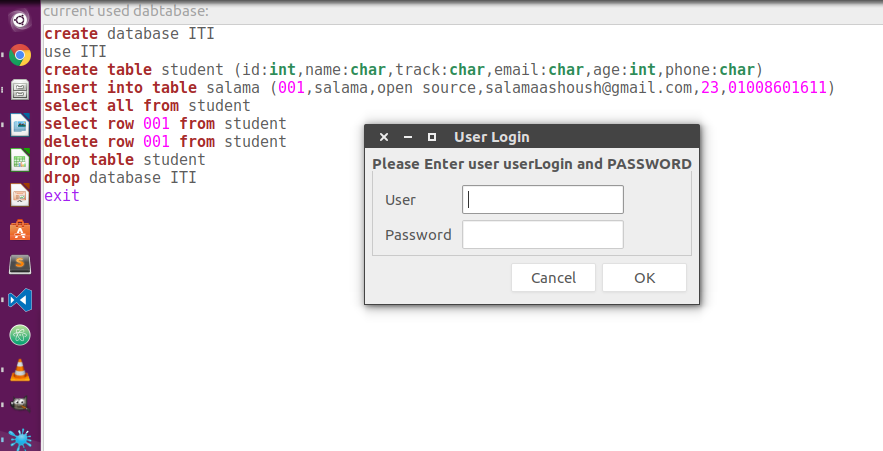 current used dabtabase:
create database ITI
use ITI
create table student (id:int,name:char,track:char,email:char,age:int,phone:char)
insert into table salama (001,salama,open source,salamaashoush@gmail.com,23,01008601611)
select all from student
select row 001 from student
delete row 001 from student
drop table student
drop database ITI
exit
User Login
Please Enter user userLogin and PASSWORD
User
Password
Cancel OK